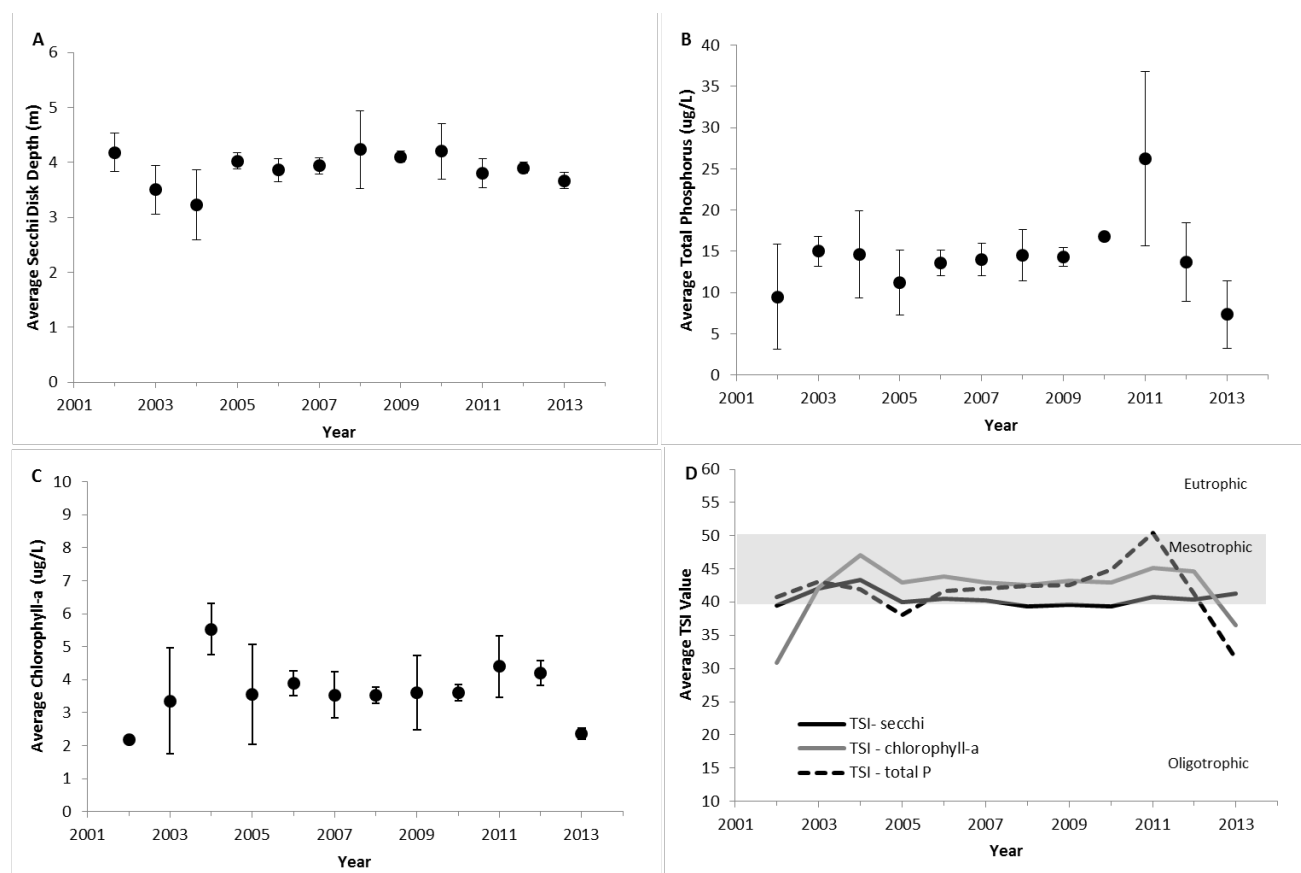 A
Average Secchi Disk Depth (m)
6
5
4
3
2
1
0
2001 2003 2005 2007 2009 2011 2013
Year
B
Average Total Phosphorus (ug/L)
40
35
30
25
20
15
10
5
0
2001 2003 2005 2007 2009 2011 2013
Year
C
Average Chlorophyll-a (ug/L)
10
9
8
7
6
5
4
3
2
1
0
2001 2003 2005 2007 2009 2011 2013
Year
D
Average TSI Value
60
55
50
45
40
35
30
25
20
15
10
Eutrophic
Mesotrophic
TSI- secchi
TSI - chlorophyll-a
TSI - total P
Oligotrophic
2001 2003 2005 2007 2009 2011 2013
Year